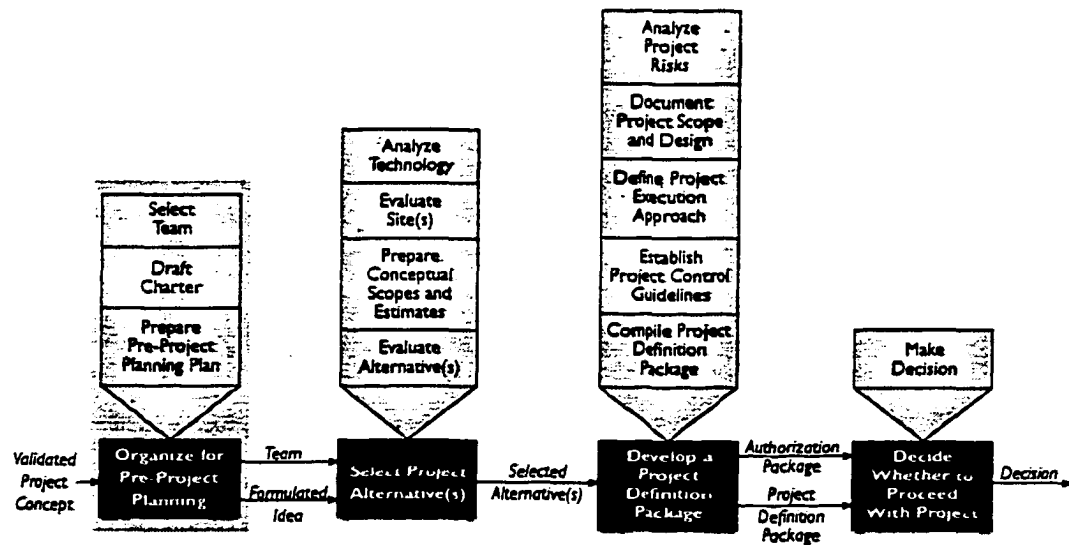 Select
Team
Draft
Charter
Prepare
Pre-Project
Planning Plan
Analyze
Technology
Evaluate
Site(s)
Prepare
Conceptual
Scopes and
Estimates
Evaluate
Alternative(s)
Analyze
Project
Risks
Document
Project Scope
and Design
Define Project
Execution
Approach
Establish
Project Control
Guidelines
Compile Project
Definition
Package
Make
Decision
Validated
Project
Concept
Organize for
Pre-Project
Planning
Team
Formulated
Idea
Select Project
Alternative(s)
Selected
Alternative(s)
Develop a
Project
Definition
Package
Authorization
Package
Project
Definition
Package
Decide
Whether to
Proceed
With Project
Decision